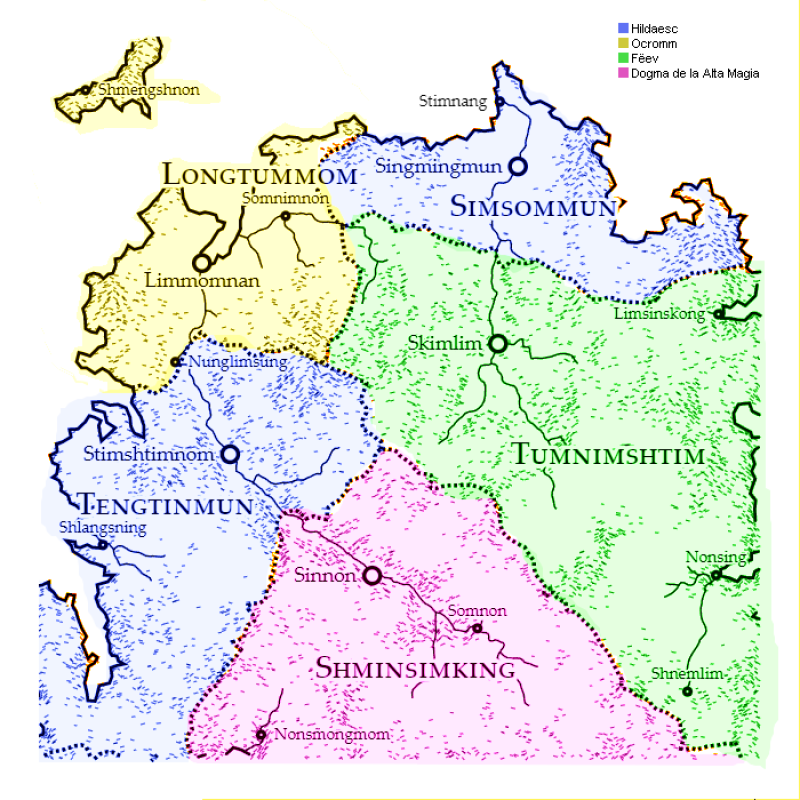 Hildaesc
Ocromm
Fëev
Dogma de la Alta Magia
Shmengshnon
Stimnang
Singmingmun
LONGTUMMOM
Somnimnon
SIMSOMMUN
Limmomnan
Limsinskong
Skimlim
Nunglimsung
Stimshtimnom
TUMNIMSHTIM
TENGTINMUN
Shlangsning
Nonsing
Sinnon
Somnon
SHMINSIMKING
Shnemlim
Nonsmongmom